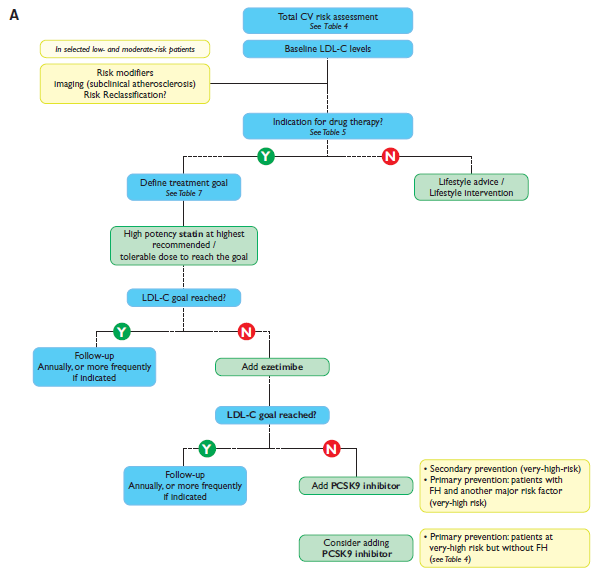 A
Total CV risk assessment
See Table 4
In selected low- and moderate-risk patients
Baseline LDL-C levels
Risk modifiers
imaging (subclinical atherosclerosis)
Risk Reclassification?
Indication for drug therapy?
See Table 5
Y
N
Define treatment goal
See Table 7
Lifestyle advice /
Lifestyle intervention
High potency statin at highest
recommended /
tolerable dose to reach the goal
LDL-C goal reached?
Y
N
Follow-up
Annually, or more frequently
if indicated
Add ezetimibe
LDL-C goal reached?
Y
N
Follow-up
Annually, or more frequently
if indicated
Add PCSK9 inhibitor
• Secondary prevention (very-high-risk)
• Primary prevention: patients with
FH and another major risk factor
(very-high risk)
Consider adding
PCSK9 inhibitor
• Primary prevention: patients at
very-high risk but without FH
(see Table 4)